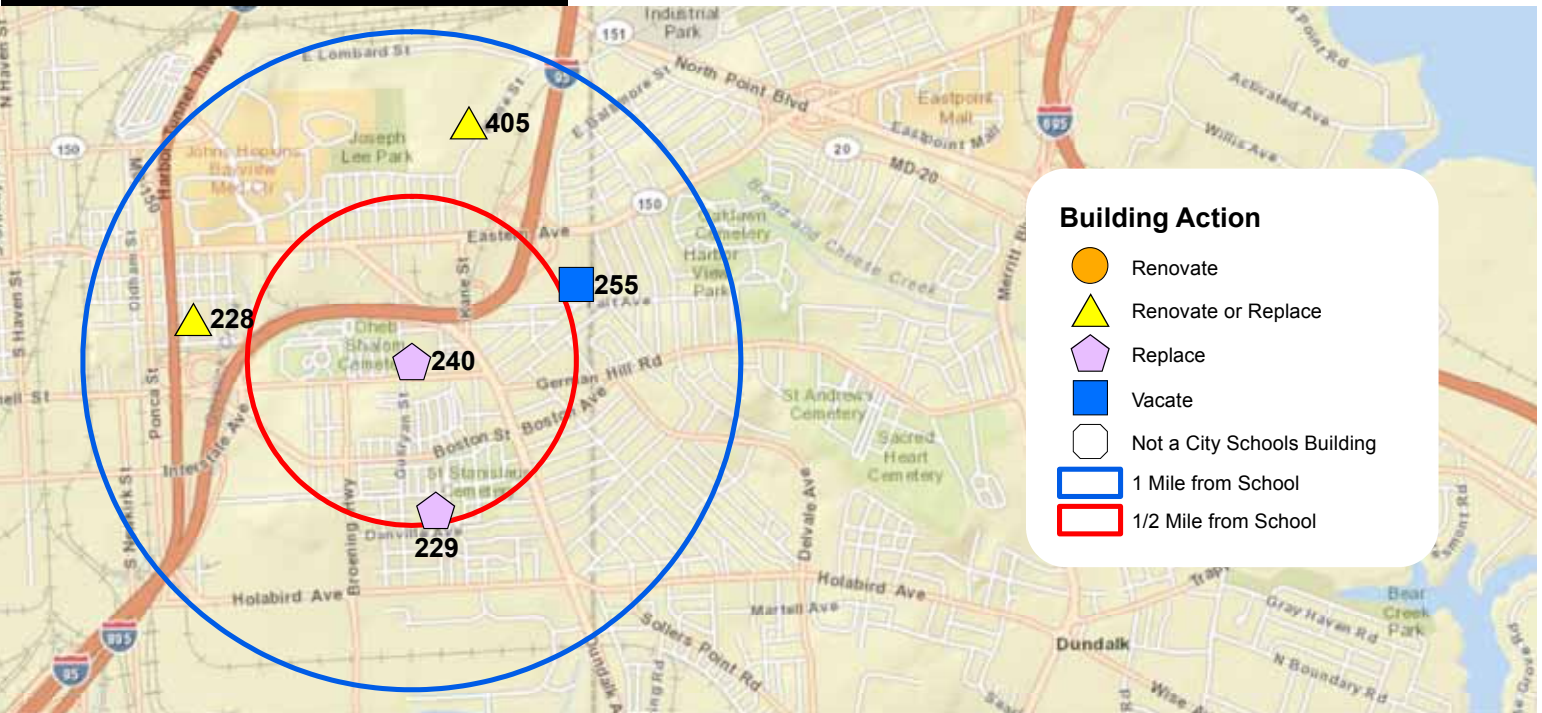 Industrial
Park
151
E Lombard St
95
North Point Blvd
E Baltimore St
Harbor Tunnel Thwy
N Haven St
405
Eastpoint
Mall
Eastpoint Mall
895
Activated Ave
Willis Ave
150
Joseph
Lee Park
Johns Hopkins
Bayview
Med Ctr
20
MD-20
150
Oaklawn
Cemetery
Bread and Cheese Creek
Eastern Ave
Harbor
View
Park
Oldham St
S Haven St
Kane St
255
228
Oheb
Shalom
240
German Hill Rd
St Andrews
Cemetery
Ponca St
Interstate Ave
Boston St
Boston Ave
Sacred
Heart
Cemetery
St Stanislaus
Cemetery
S Newkirk St
Broening Hwy
Danville Ave
229
Delvale Ave
Holabird Ave
Holabird Ave
Martell Ave
Sollers Point Rd
895
95
Dundalk
Bear
Creek
Park
Gray Haven Rd
N Boundary Rd
Building Action
Renovate
Renovate or Replace
Replace
Vacate
Not a City Schools Building
1 Mile from School
1/2 Mile from School